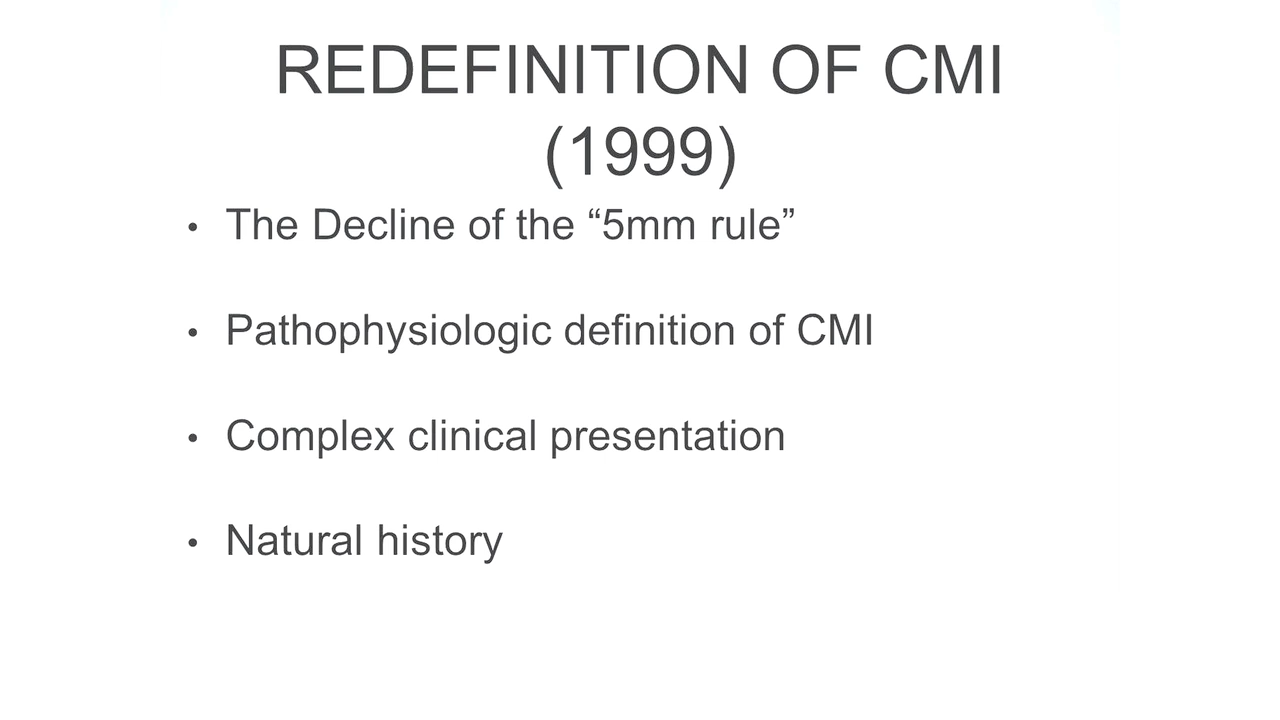 REDEFINITION OF CMI
(1999)
• The Decline of the “5mm rule”
• Pathophysiologic definition of CMI
• Complex clinical presentation
• Natural history